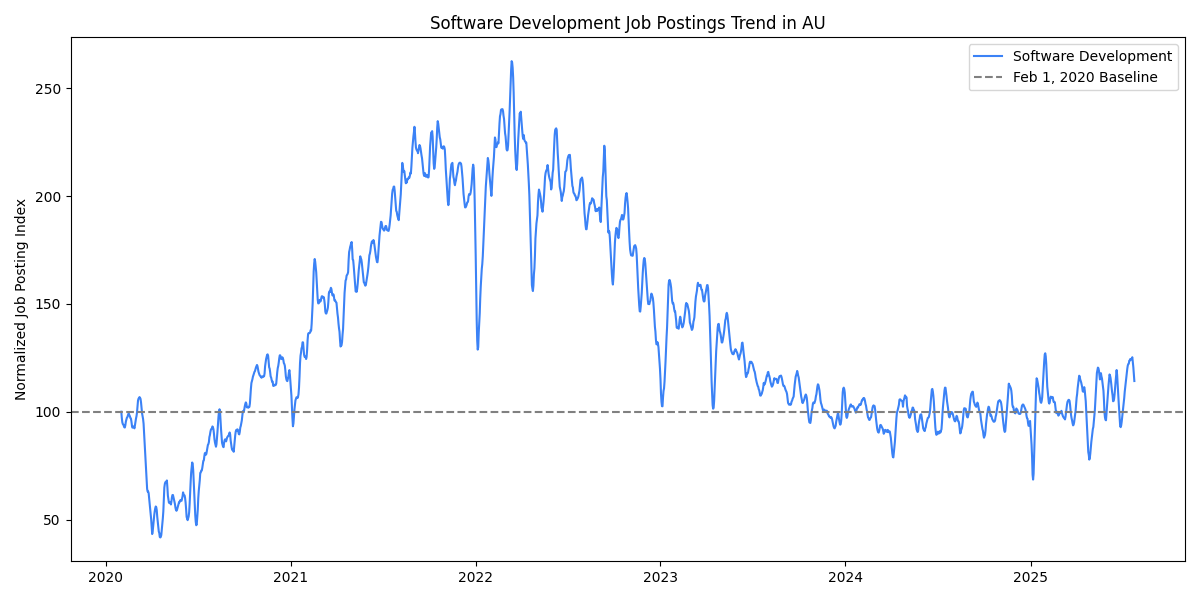 Software Development Job Postings Trend in AU
Software Development
Feb 1, 2020 Baseline
Normalized Job Posting Index
250
200
150
100
50
2020
2021
2022
2023
2024
2025